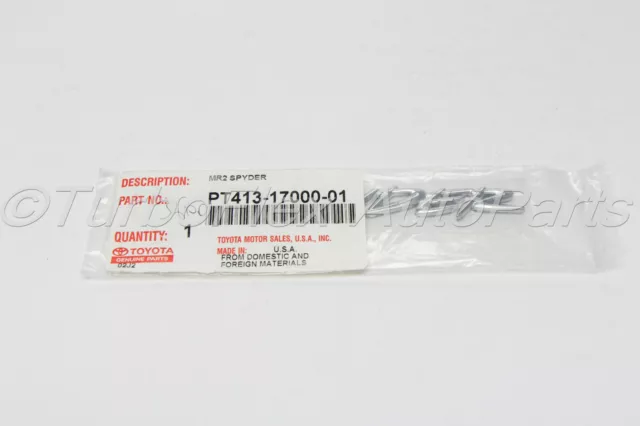 DESCRIPTION: MR2 SPYDER
PART NO.: PT413-17000-01
QUANTITY: 1
TOYOTA MOTOR SALES, U.S.A., INC.
MADE IN: U.S.A.
FROM DOMESTIC AND
FOREIGN MATERIALS
TOYOTA
GENUINE PARTS